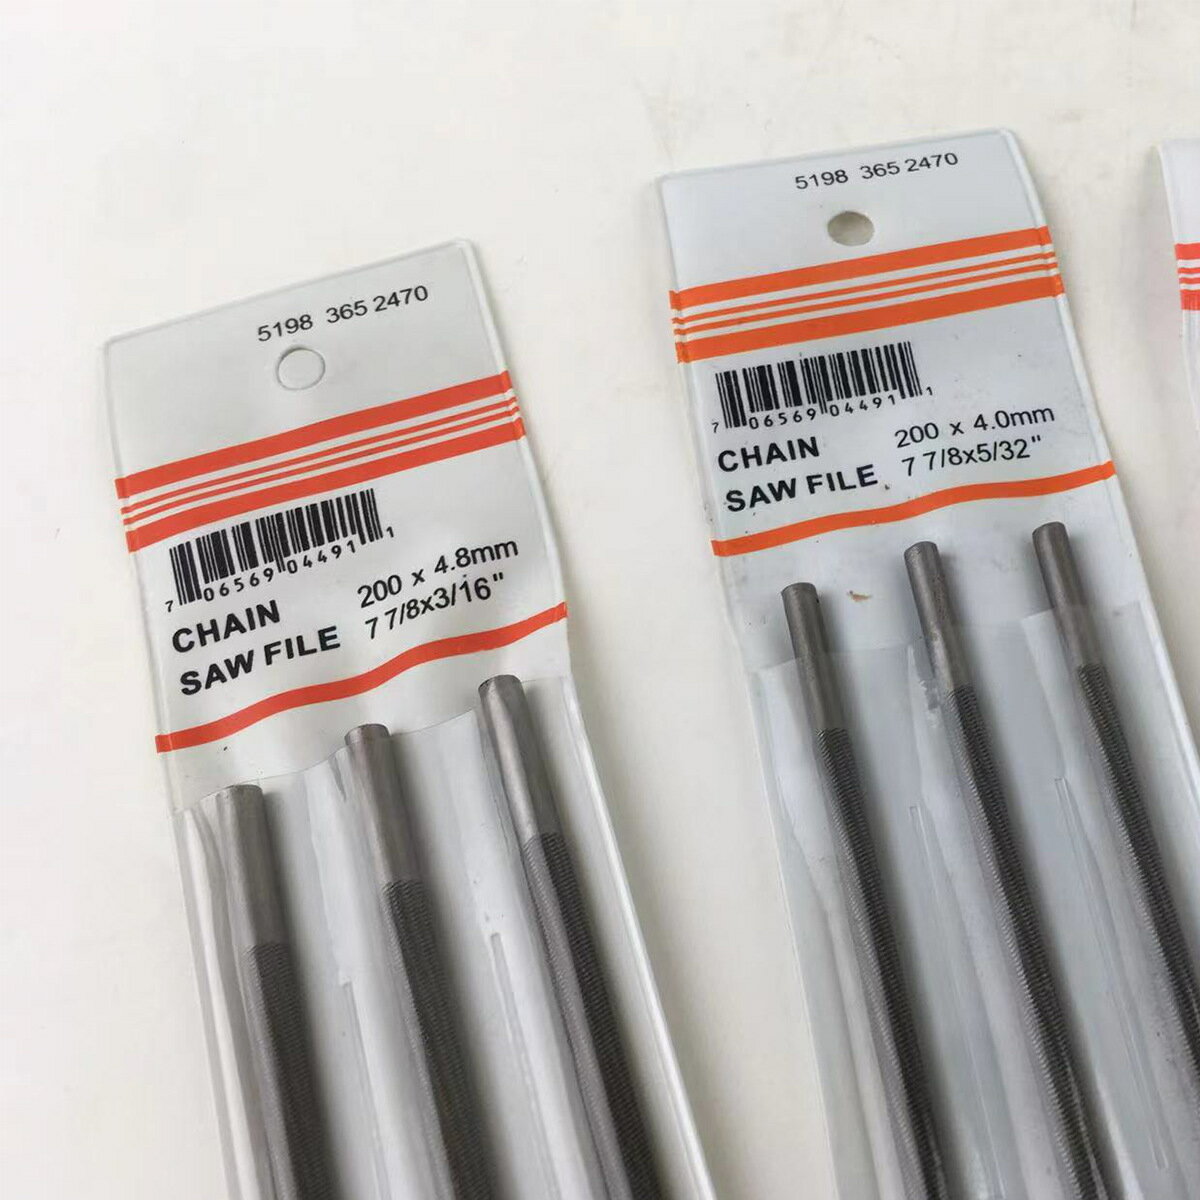 5198 365 2470
7 06569 04491 1
CHAIN
SAW FILE
200 x 4.8mm
7 7/8x3/16"
5198 365 2470
7 06569 04491 1
CHAIN
SAW FILE
200 x 4.0mm
7 7/8x5/32"